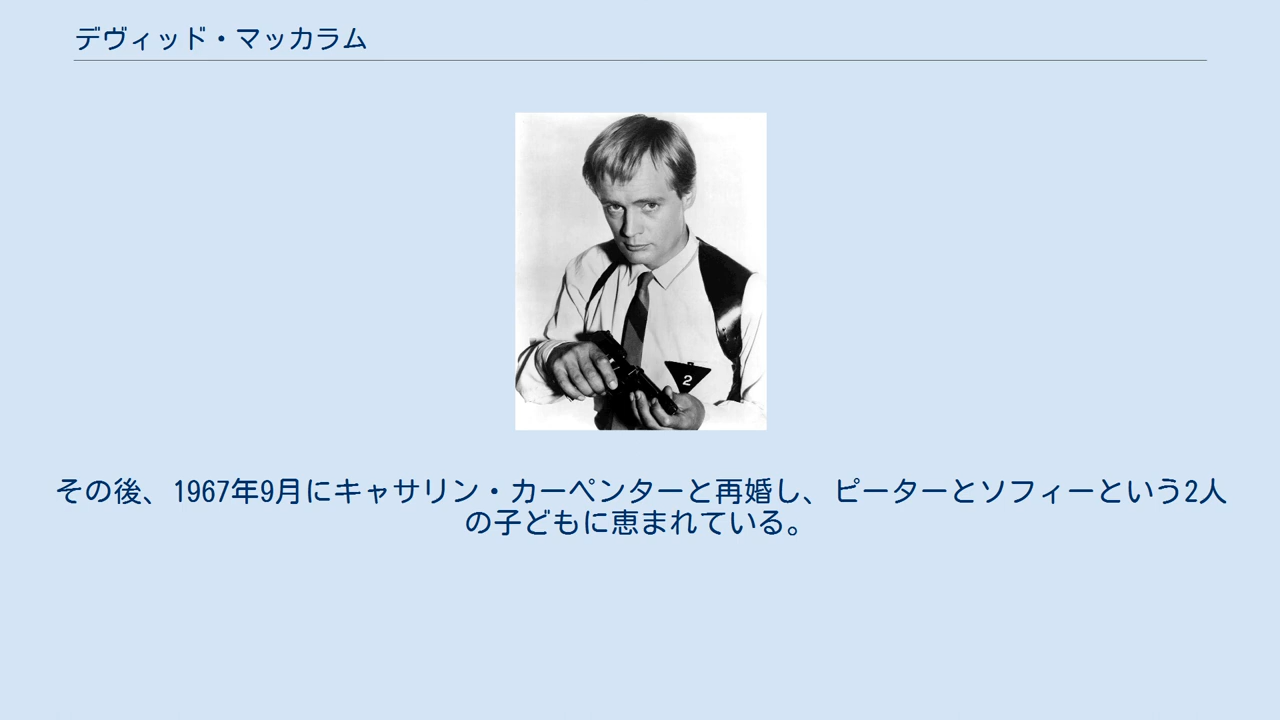 デヴィッド・マッカラム
2
その後、1967年9月にキャサリン・カーペンターと再婚し、ピーターとソフィーという2人
の子どもに恵まれている。